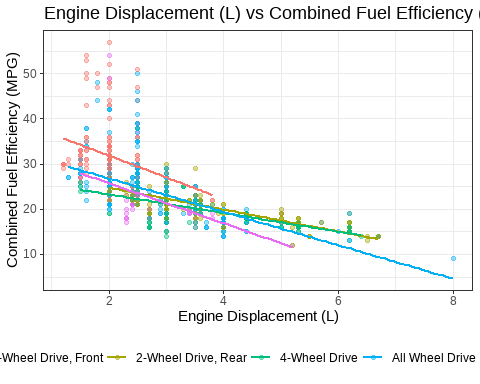 Engine Displacement (L) vs Combined Fuel Efficiency (
Combined Fuel Efficiency (MPG)
50
40
30
20
10
2
4
6
8
Engine Displacement (L)
-Wheel Drive, Front
2-Wheel Drive, Rear
4-Wheel Drive
All Wheel Drive